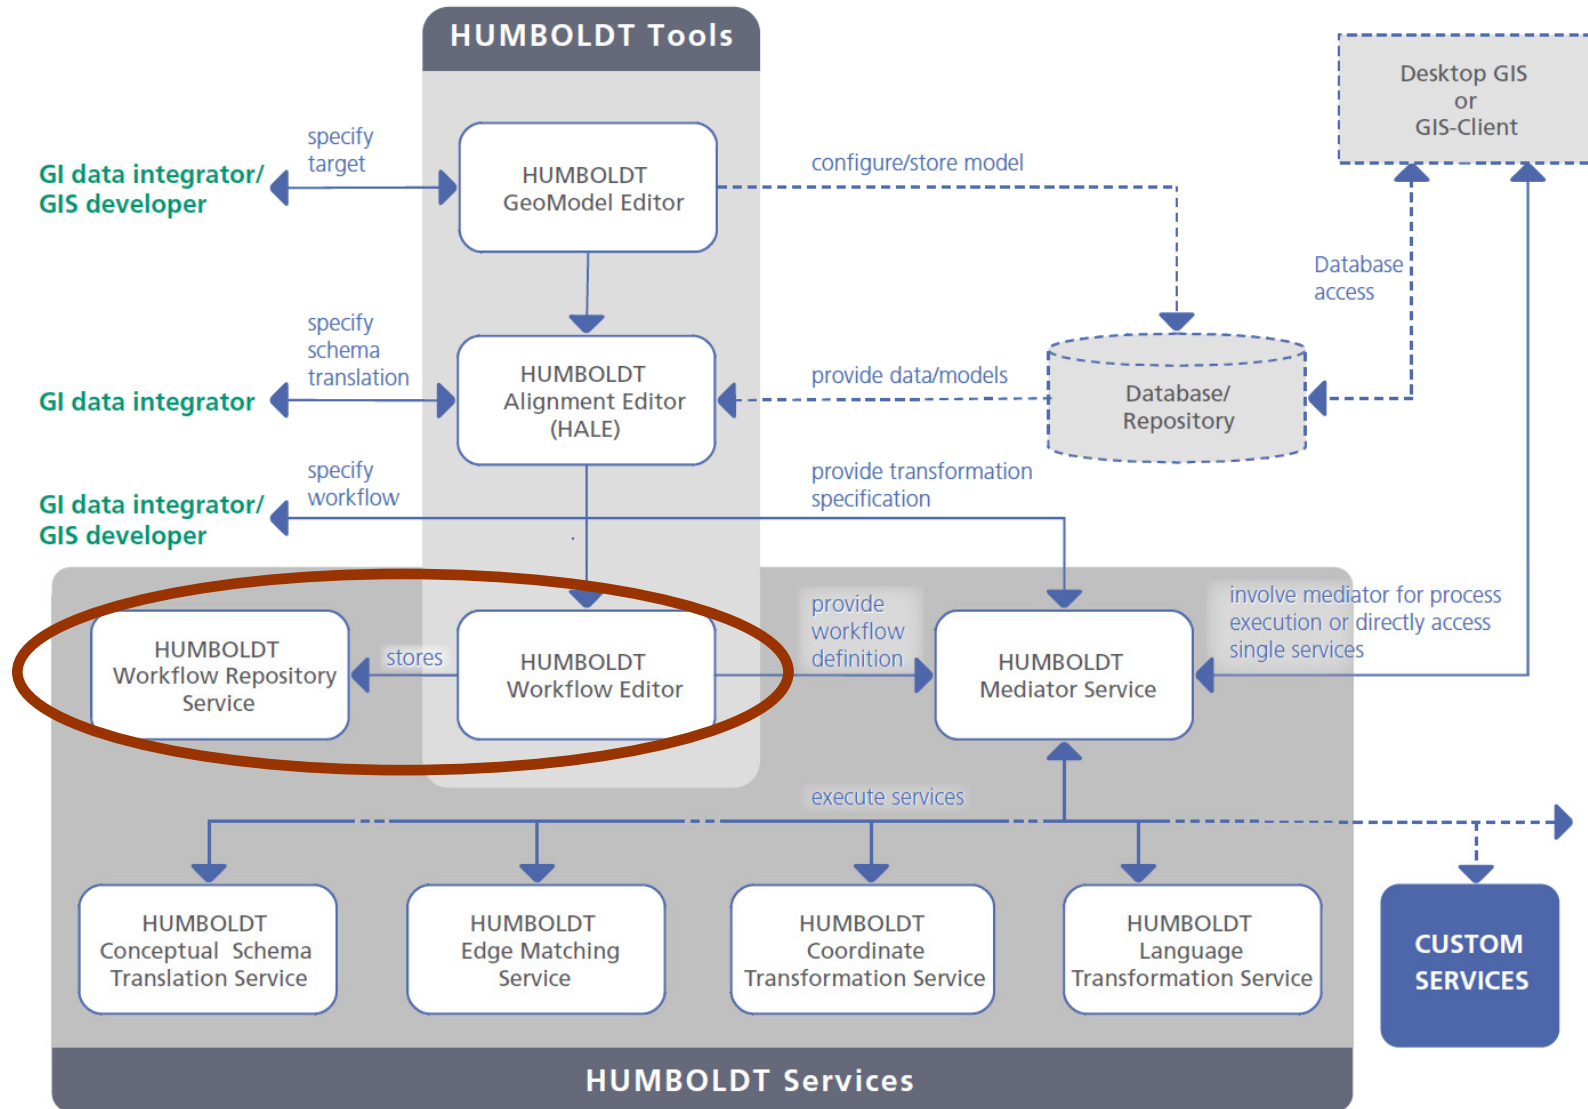 HUMBOLDT Tools
Desktop GIS
or
GIS-Client
specify
target
GI data integrator/
GIS developer
HUMBOLDT
GeoModel Editor
configure/store model
Database
access
specify
schema
translation
GI data integrator
HUMBOLDT
Alignment Editor
(HALE)
provide data/models
Database/
Repository
specify
workflow
GI data integrator/
GIS developer
provide transformation
specification
HUMBOLDT
Workflow Repository
Service
stores
HUMBOLDT
Workflow Editor
provide
workflow
definition
HUMBOLDT
Mediator Service
involve mediator for process
execution or directly access
single services
execute services
HUMBOLDT
Conceptual Schema
Translation Service
HUMBOLDT
Edge Matching
Service
HUMBOLDT
Coordinate
Transformation Service
HUMBOLDT
Language
Transformation Service
CUSTOM
SERVICES
HUMBOLDT Services